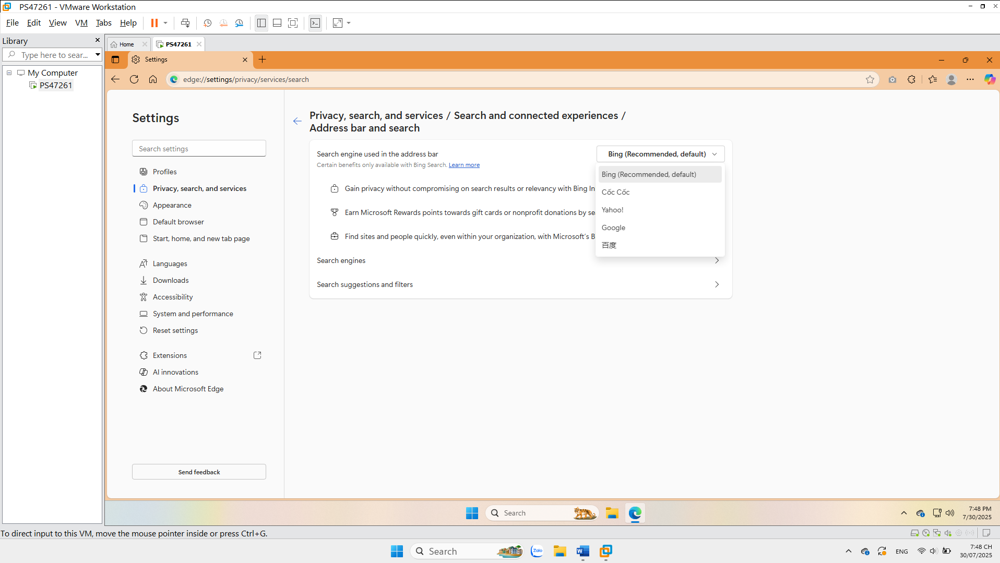 PS47261 - VMware Workstation
File Edit View VM Tabs Help
Library
Type here to sear...
My Computer
PS47261
Home
PS47261
Settings
edge://settings/privacy/services/search
Settings
Search settings
Profiles
Privacy, search, and services
Appearance
Default browser
Start, home, and new tab page
Languages
Downloads
Accessibility
System and performance
Reset settings
Extensions
AI innovations
About Microsoft Edge
Send feedback
Privacy, search, and services / Search and connected experiences /
Address bar and search
Search engine used in the address bar
Certain benefits only available with Bing Search. Learn more
Bing (Recommended, default)
Bing (Recommended, default)
Cốc Cốc
Yahoo!
Google
百度
Gain privacy without compromising on search results or relevancy with Bing In
Earn Microsoft Rewards points towards gift cards or nonprofit donations by se
Find sites and people quickly, even within your organization, with Microsoft's B
Search engines
Search suggestions and filters
Search
7:48 PM
7/30/2025
To direct input to this VM, move the mouse pointer inside or press Ctrl+G.
Search
Zalo
ENG
7:48 CH
30/07/2025